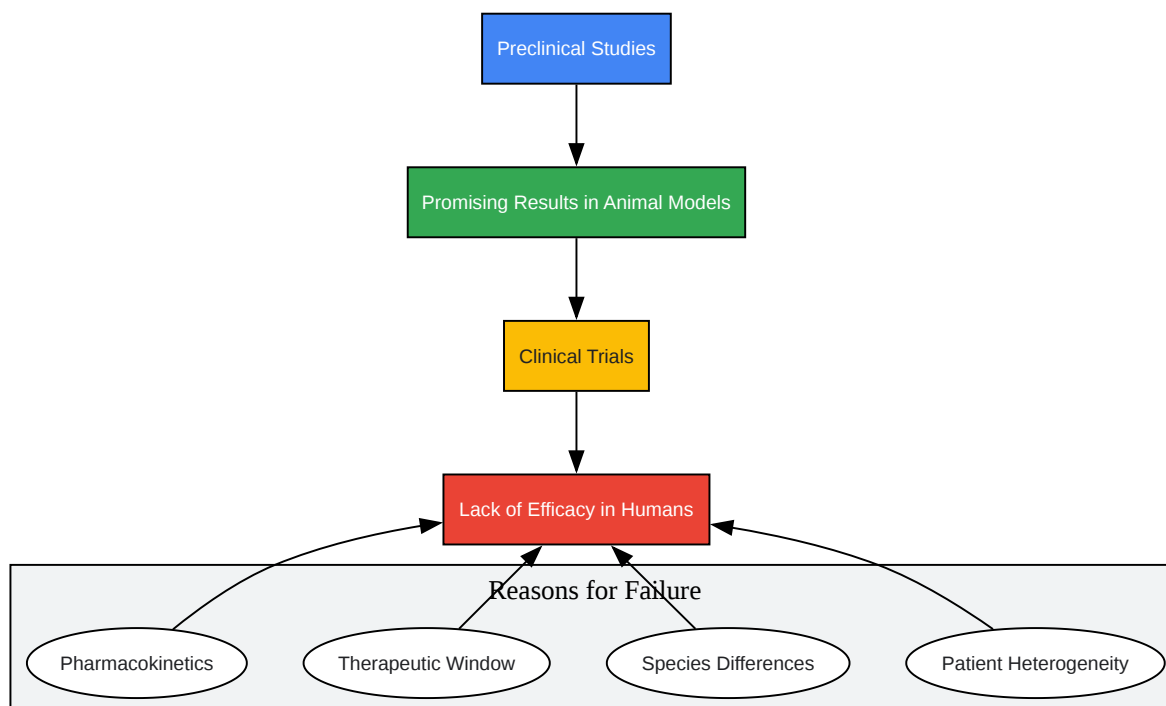 Preclinical Studies
Promising Results in Animal Models
Clinical Trials
Lack of Efficacy in Humans
Reasons for Failure
Pharmacokinetics
Therapeutic Window
Species Differences
Patient Heterogeneity